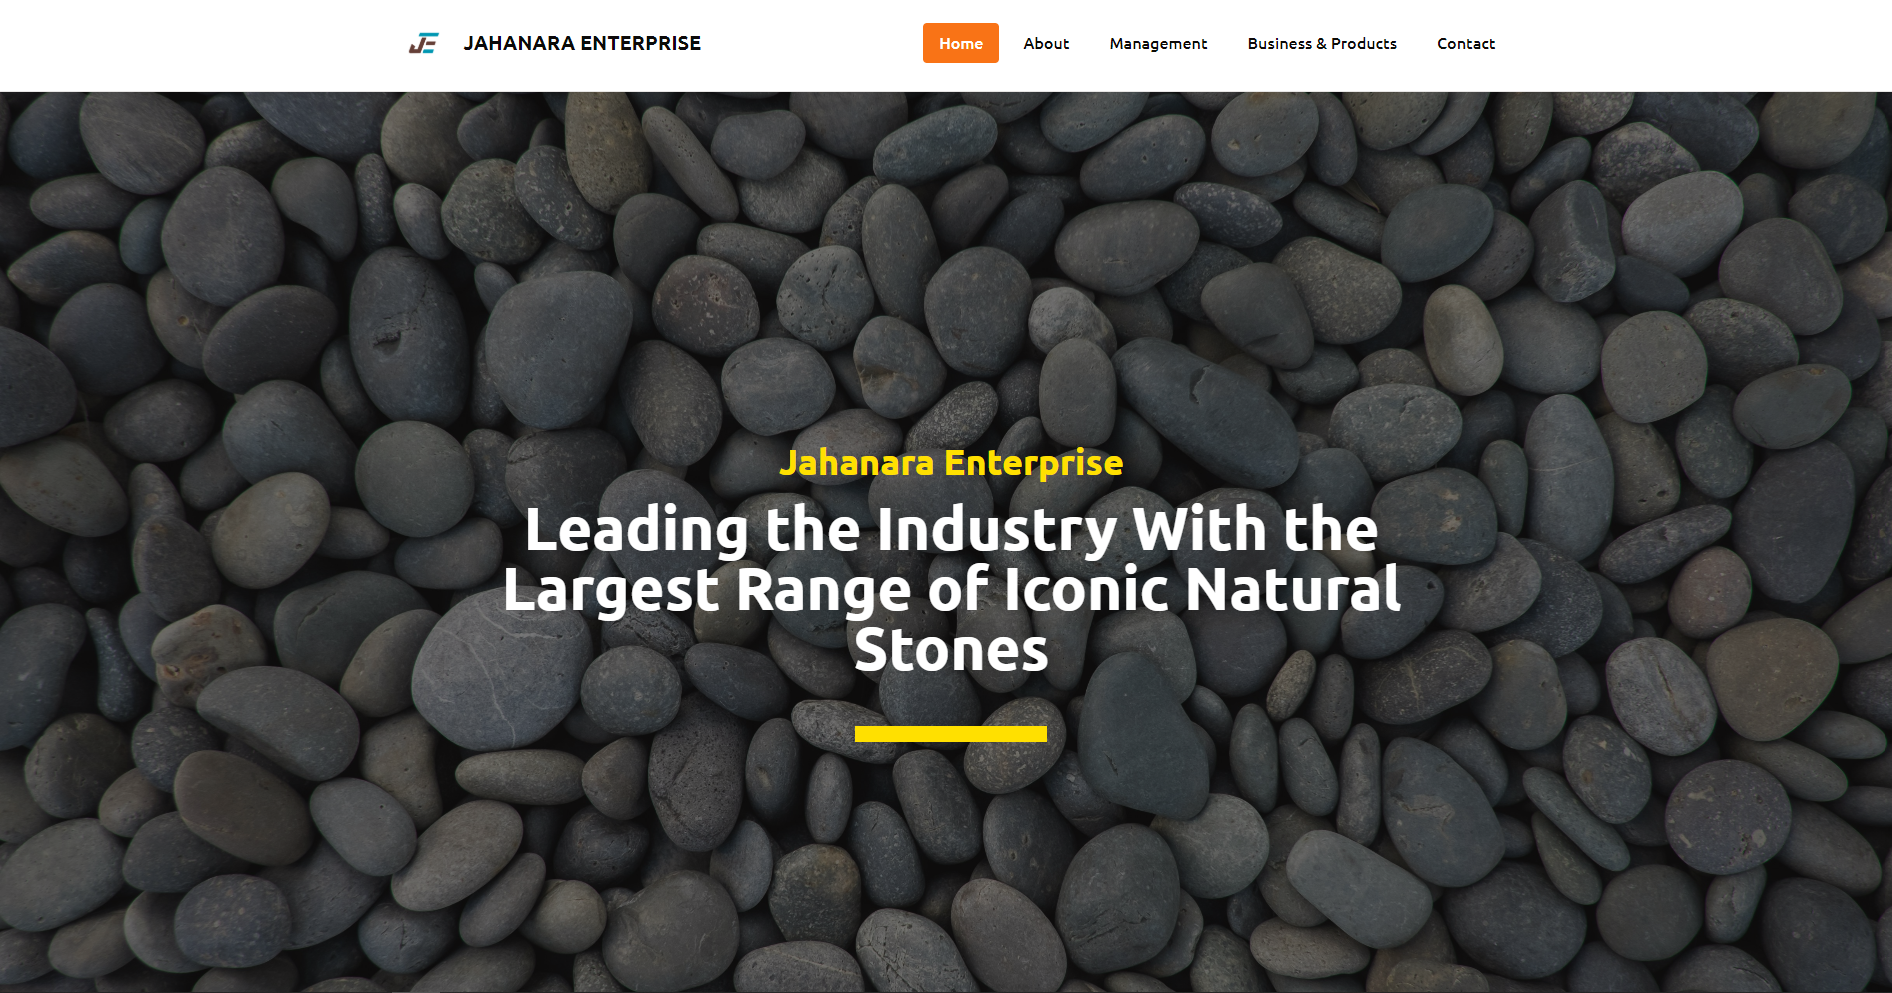 JE JAHANARA ENTERPRISE
Home About Management Business & Products Contact
Jahanara Enterprise
Leading the Industry With the
Largest Range of Iconic Natural
Stones